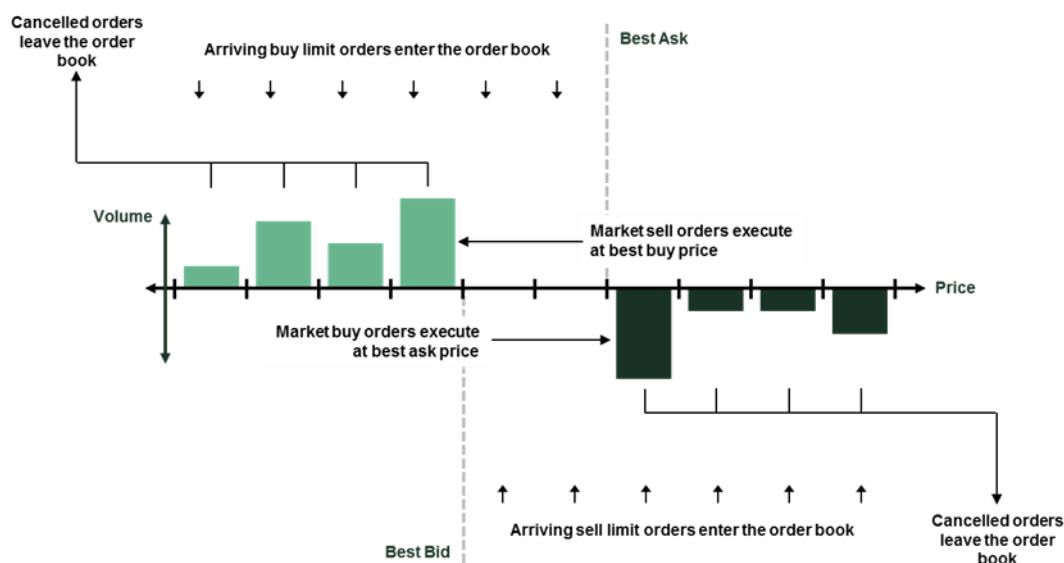 Cancelled orders
leave the order
book
Arriving buy limit orders enter the order book
Best Ask
Volume
Market sell orders execute
at best buy price
Price
Market buy orders execute
at best ask price
Arriving sell limit orders enter the order book
Best Bid
Cancelled orders
leave the order
book